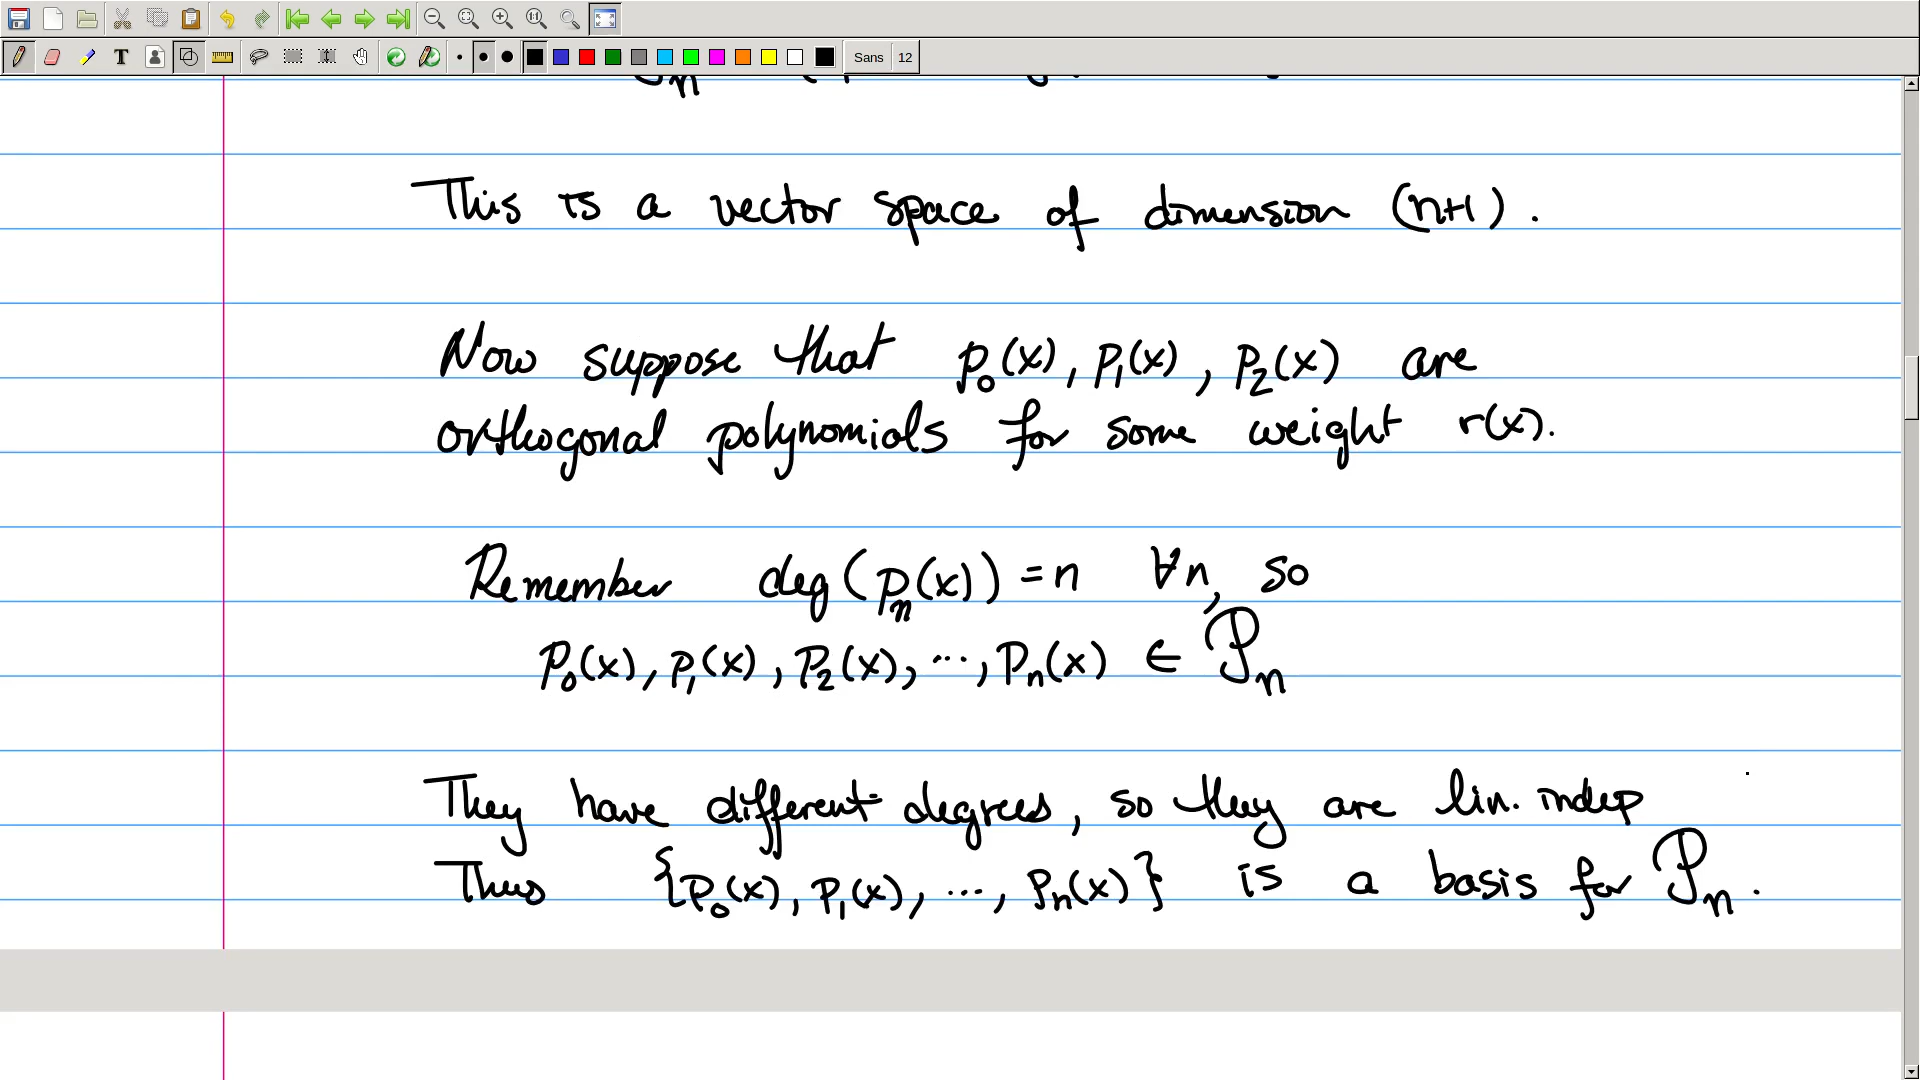 Sans 12
This is a vector space of dimension (n+1).
Now suppose that p₀(x), p₁(x), p₂(x) are
orthogonal polynomials for some weight r(x).
Remember deg(pₙ(x)) = n ∀n, so
p₀(x), p₁(x), p₂(x), ..., pₙ(x) ∈ 𝒫ₙ
They have different degrees, so they are lin. indep
Thus {p₀(x), p₁(x), ..., pₙ(x)} is a basis for 𝒫ₙ.